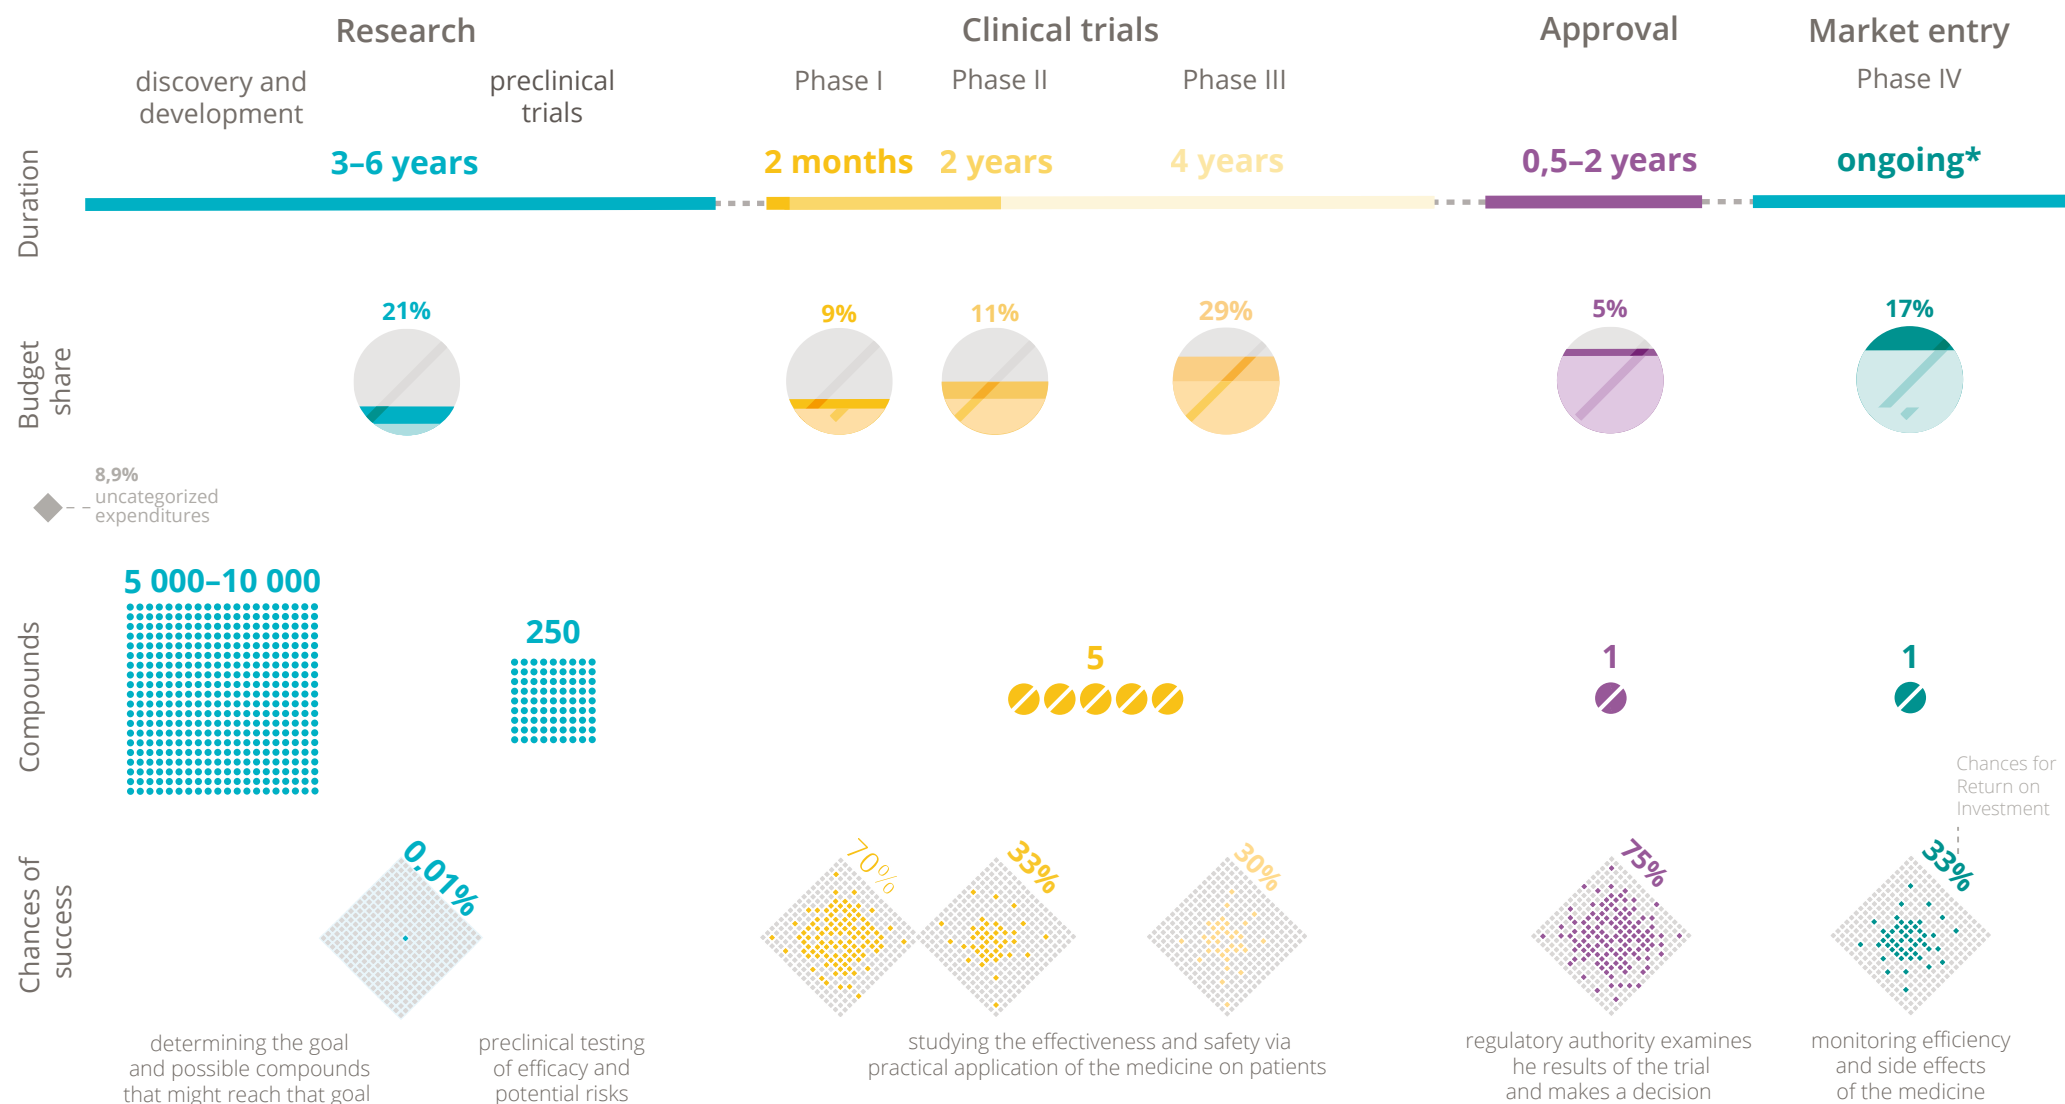 Research
Clinical trials
Approval
Market entry
discovery and
development
preclinical
trials
Phase I
Phase II
Phase III
Phase IV
Duration
3–6 years
2 months
2 years
4 years
0,5–2 years
ongoing*
Budget
share
21%
9%
11%
29%
5%
17%
8,9%
uncategorized
expenditures
Compounds
5 000–10 000
250
5
1
1
Chances for
Return on
Investment
Chances of
success
0.01%
70%
33%
30%
75%
33%
determining the goal
and possible compounds
that might reach that goal
preclinical testing
of efficacy and
potential risks
studying the effectiveness and safety via
practical application of the medicine on patients
regulatory authority examines
he results of the trial
and makes a decision
monitoring efficiency
and side effects
of the medicine